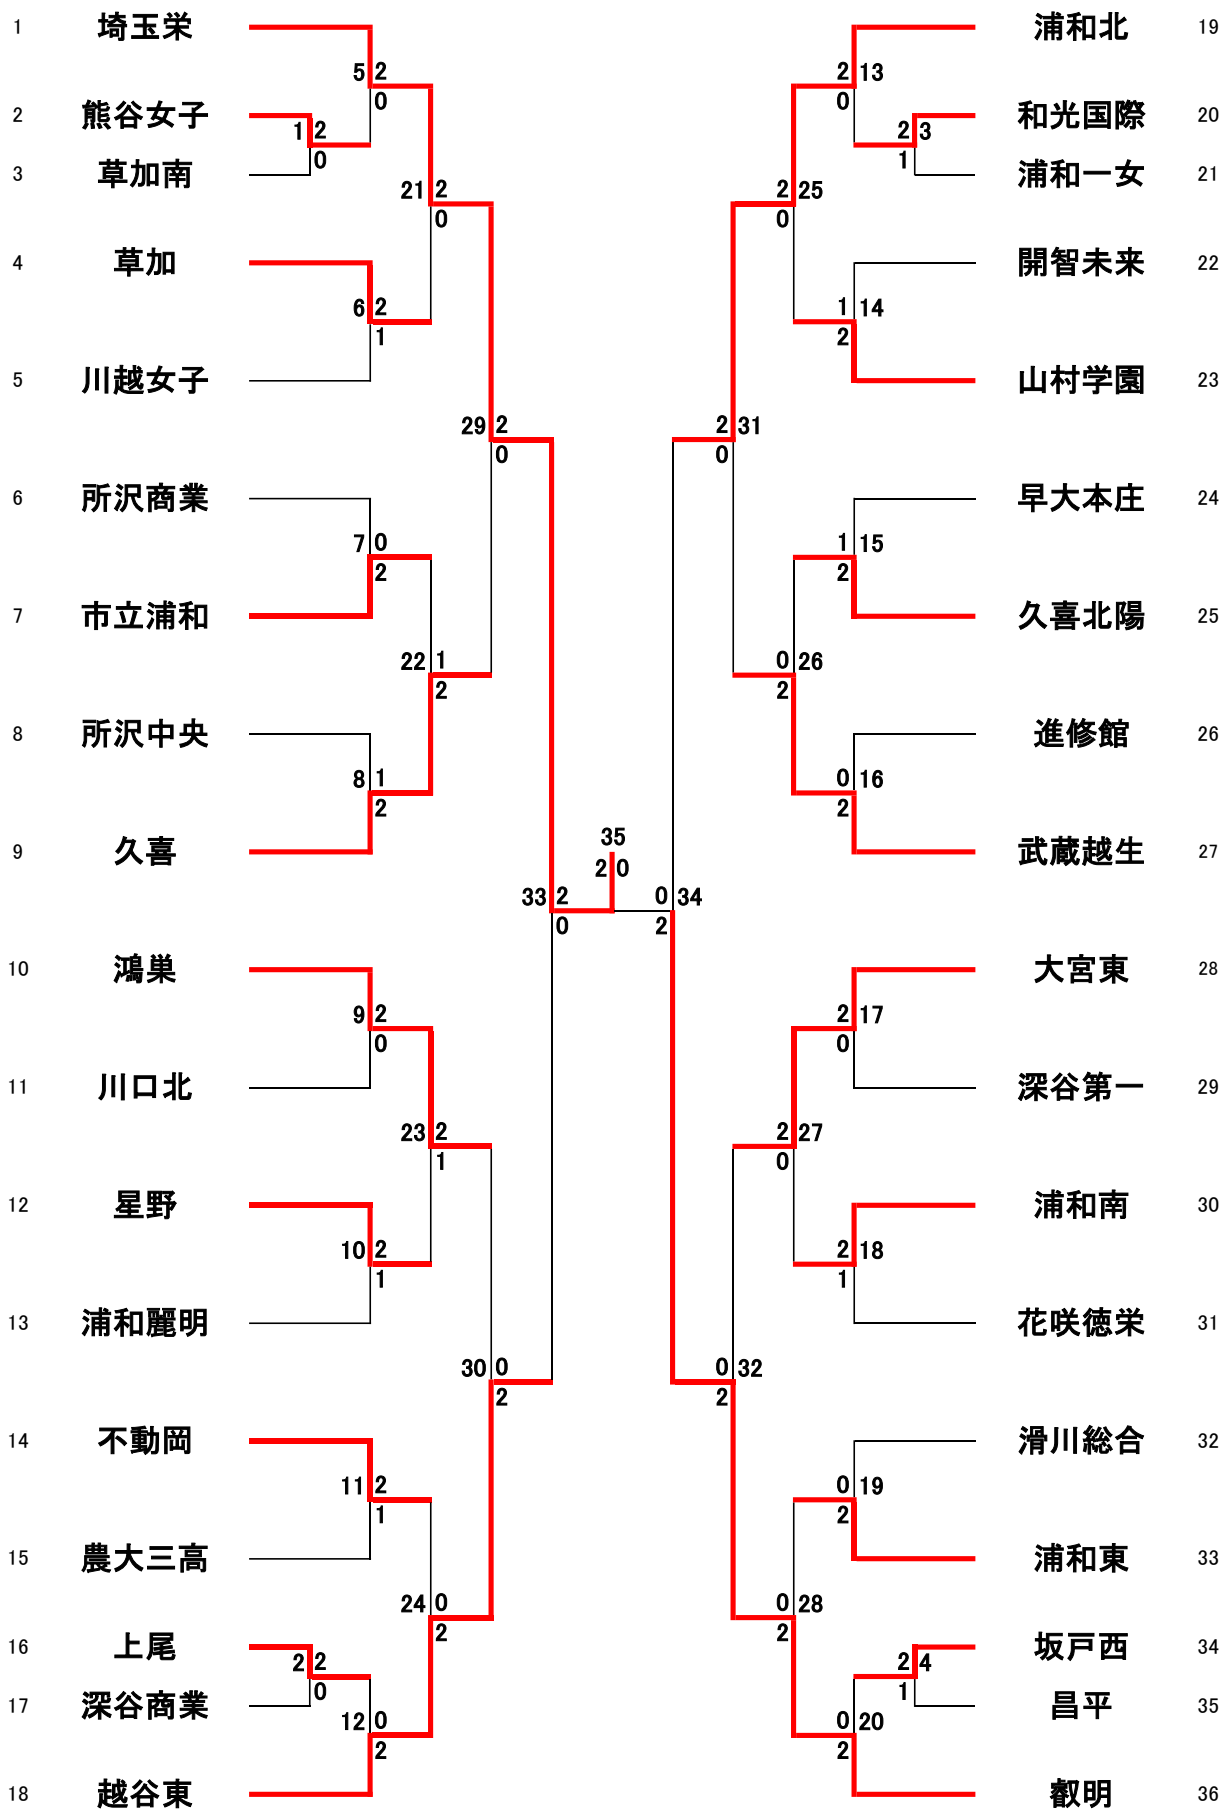 1 埼玉栄 浦和北 19
5 2 2 13
0 0
2 熊谷女子 和光国際 20
1 2 2 3
0 1
3 草加南 浦和一女 21
21 2 2 25
0 0
4 草加 開智未来 22
6 2 1 14
1 2
5 川越女子 山村学園 23
29 2 2 31
0 0
6 所沢商業 早大本庄 24
7 0 1 15
2 2
7 市立浦和 久喜北陽 25
22 1 0 26
2 2
8 所沢中央 進修館 26
8 1 0 16
2 2
35
9 久喜 武蔵越生 27
2 0
33 2 0 34
0 2
10 鴻巣 大宮東 28
9 2 2 17
0 0
11 川口北 深谷第一 29
23 2 2 27
1 0
12 星野 浦和南 30
10 2 2 18
1 1
13 浦和麗明 花咲徳栄 31
30 0 0 32
2 2
14 不動岡 滑川総合 32
11 2 0 19
1 2
15 農大三高 浦和東 33
24 0 0 28
2 2
16 上尾 坂戸西 34
2 2 2 4
0 1
17 深谷商業 昌平 35
12 0 0 20
2 2
18 越谷東 叡明 36